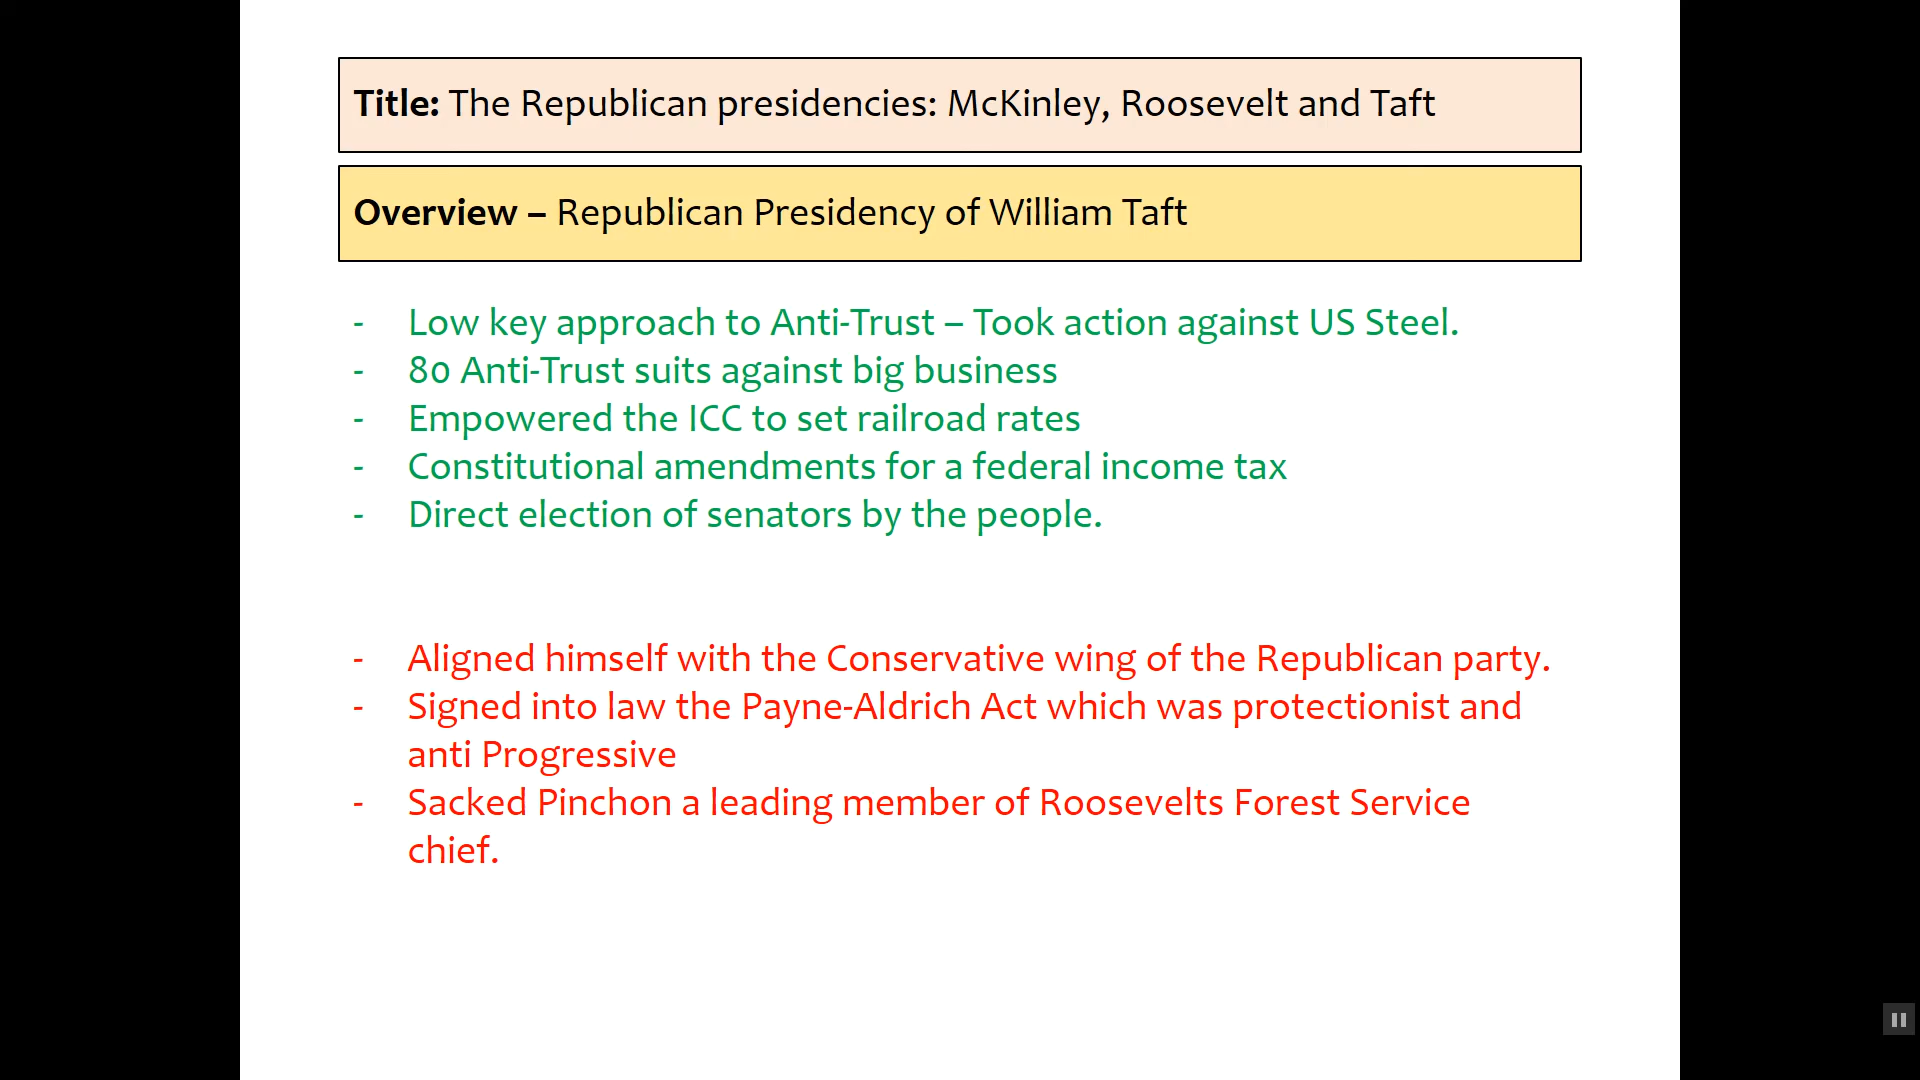 Title: The Republican presidencies: McKinley, Roosevelt and Taft
Overview – Republican Presidency of William Taft
- Low key approach to Anti-Trust – Took action against US Steel.
- 80 Anti-Trust suits against big business
- Empowered the ICC to set railroad rates
- Constitutional amendments for a federal income tax
- Direct election of senators by the people.
- Aligned himself with the Conservative wing of the Republican party.
- Signed into law the Payne-Aldrich Act which was protectionist and
anti Progressive
- Sacked Pinchon a leading member of Roosevelts Forest Service
chief.